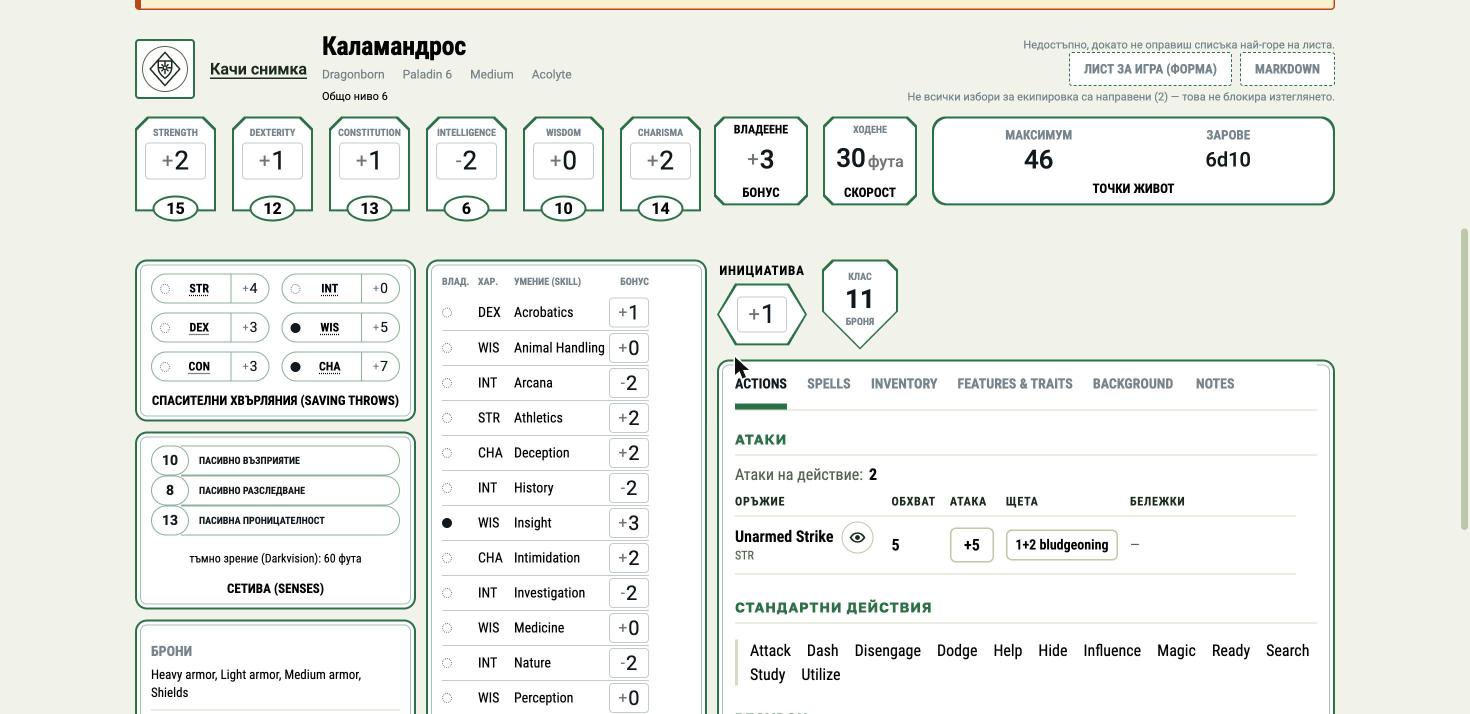 Каламандрос
Качи снимка
Dragonborn Paladin 6 Medium Acolyte
Общо ниво 6
Недостъпно, докато не оправиш списъка най-горе на листа.
ЛИСТ ЗА ИГРА (ФОРМА) MARKDOWN
Не всички избори за екипировка са направени (2) — това не блокира изтеглянето.
STRENGTH
+2
15
DEXTERITY
+1
12
CONSTITUTION
+1
13
INTELLIGENCE
-2
6
WISDOM
+0
10
CHARISMA
+2
14
ВЛАДЕЕНЕ
+3
БОНУС
ХОДЕНЕ
30 фута
СКОРОСТ
МАКСИМУМ ЗАРОВЕ
46 6d10
ТОЧКИ ЖИВОТ
STR +4 INT +0
DEX +3 WIS +5
CON +3 CHA +7
СПАСИТЕЛНИ ХВЪРЛЯНИЯ (SAVING THROWS)
10 ПАСИВНО ВЪЗПРИЯТИЕ
8 ПАСИВНО РАЗСЛЕДВАНЕ
13 ПАСИВНА ПРОНИЦАТЕЛНОСТ
тъмно зрение (Darkvision): 60 фута
СЕТИВА (SENSES)
БРОНИ
Heavy armor, Light armor, Medium armor,
Shields
ВЛАД. ХАР. УМЕНИЕ (SKILL) БОНУС
DEX Acrobatics +1
WIS Animal Handling +0
INT Arcana -2
STR Athletics +2
CHA Deception +2
INT History -2
WIS Insight +3
CHA Intimidation +2
INT Investigation -2
WIS Medicine +0
INT Nature -2
WIS Perception +0
ИНИЦИАТИВА
+1
КЛАС
11
БРОНЯ
ACTIONS SPELLS INVENTORY FEATURES & TRAITS BACKGROUND NOTES
АТАКИ
Атаки на действие: 2
ОРЪЖИЕ ОБХВАТ АТАКА ЩЕТА БЕЛЕЖКИ
Unarmed Strike 5 +5 1+2 bludgeoning —
STR
СТАНДАРТНИ ДЕЙСТВИЯ
Attack Dash Disengage Dodge Help Hide Influence Magic Ready Search
Study Utilize